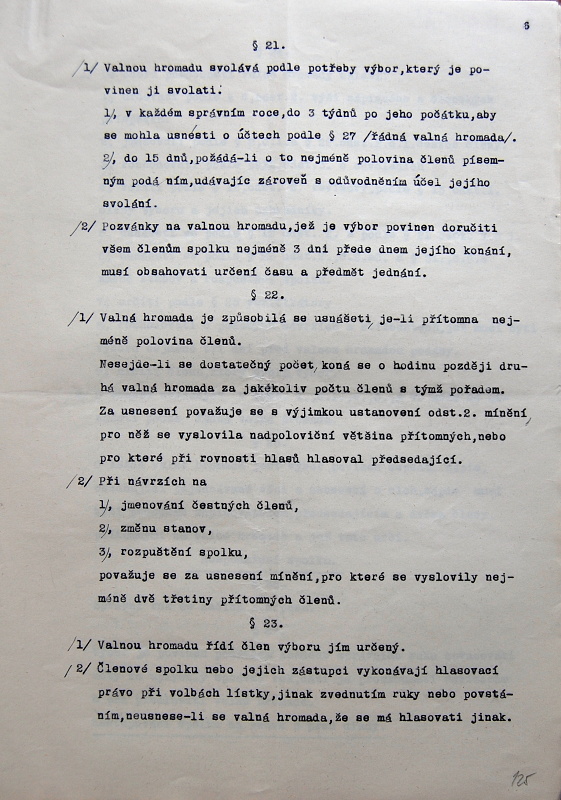 6
§ 21.
/1/ Valnou hromadu svolává podle potřeby výbor,který je po-
vinen ji svolati:
1/, v každém správním roce,do 3 týdnů po jeho počátku,aby
se mohla usnésti o účtech podle § 27 /řádná valná hromada/.
2/, do 15 dnů,požádá-li o to nejméně polovina členů písem-
ným podá ním,udávajíc zároveň s odůvodněním účel jejího
svolání.
/2/ Pozvánky na valnou hromadu,jež je výbor povinen doručiti
všem členům spolku nejméně 3 dni přede dnem jejího konání,
musí obsahovati určení času a předmět jednání.
§ 22.
/1/ Valná hromada je způsobilá se usnášeti, je-li přítomna nej-
méně polovina členů.
Nesejde-li se dostatečný počet, koná se o hodinu později dru-
há valná hromada za jakékoliv počtu členů s týmž pořadem.
Za usnesení považuje se s výjimkou ustanovení odst.2. mínění,
pro něž se vyslovila nadpoloviční většina přítomných,nebo
pro které při rovnosti hlasů hlasoval předsedající.
/2/ Při návrzích na
1/, jmenování čestných členů,
2/, změnu stanov,
3/, rozpuštění spolku,
považuje se za usnesení mínění,pro které se vyslovily nej-
méně dvě třetiny přítomných členů.
§ 23.
/1/ Valnou hromadu řídí člen výboru jím určený.
/2/ Členové spolku nebo jejich zástupci vykonávají hlasovací
právo při volbách lístky,jinak zvednutím ruky nebo povstá-
ním,neusnese-li se valná hromada,že se má hlasovati jinak.
125